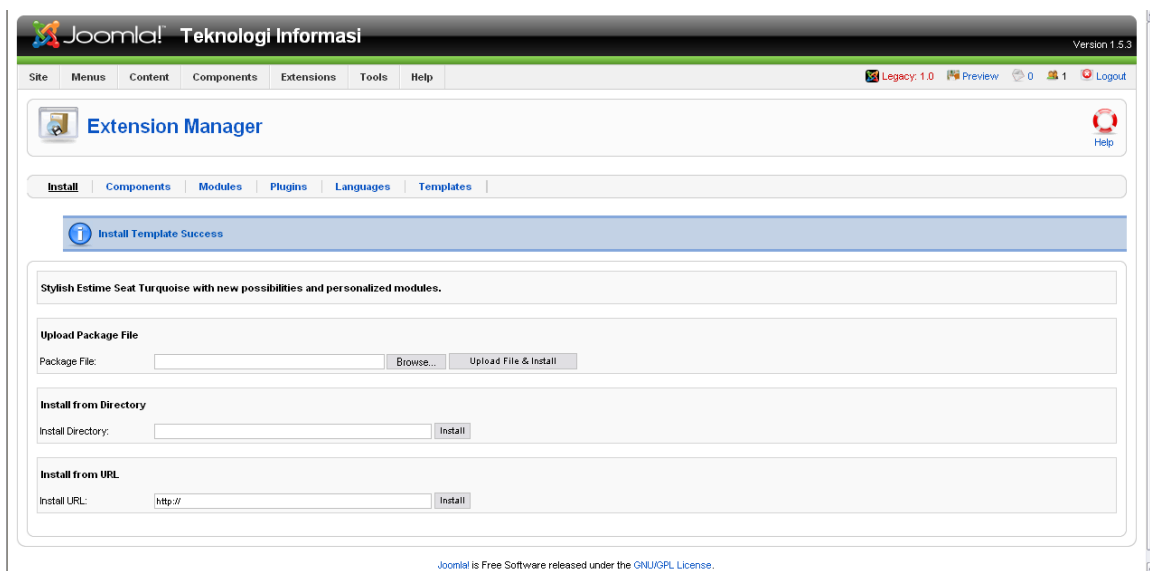 Joomla! Teknologi Informasi
Version 1.5.3
Site Menus Content Components Extensions Tools Help Legacy: 1.0 Preview 0 1 Logout
Extension Manager
Help
Install Components Modules Plugins Languages Templates
Install Template Success
Stylish Estime Seat Turquoise with new possibilities and personalized modules.
Upload Package File
Package File: Browse... Upload File & Install
Install from Directory
Install Directory: Install
Install from URL
Install URL: http:// Install
Joomla! is Free Software released under the GNU/GPL License.